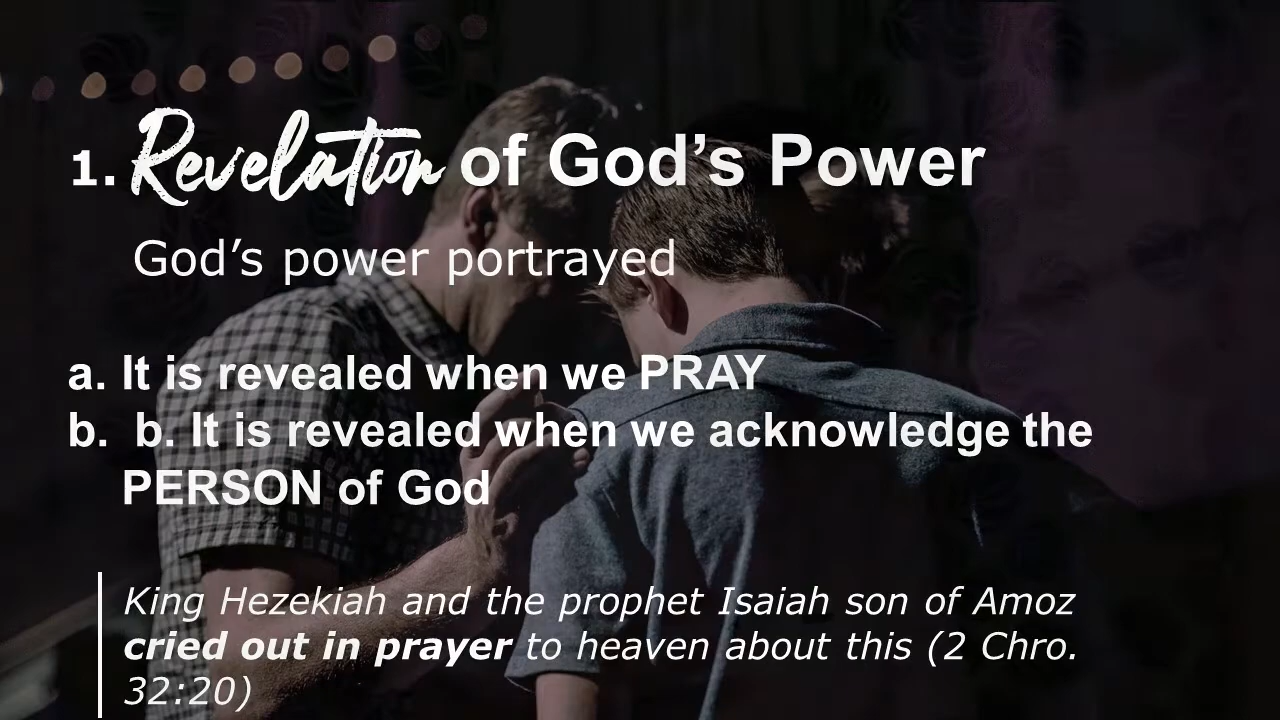 1. Revelation of God’s Power
God’s power portrayed
a. It is revealed when we PRAY
b. b. It is revealed when we acknowledge the
PERSON of God
King Hezekiah and the prophet Isaiah son of Amoz
cried out in prayer to heaven about this (2 Chro.
32:20)